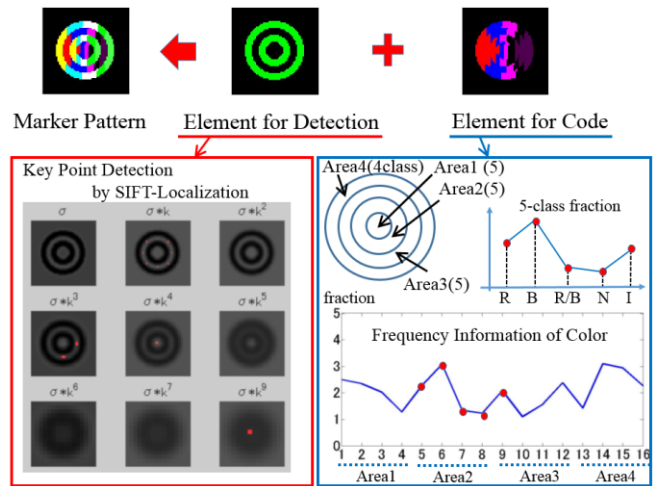 Marker Pattern
Element for Detection
Element for Code
Key Point Detection
by SIFT-Localization
σ
σ*k
σ*k²
σ*k³
σ*k⁴
σ*k⁵
σ*k⁶
σ*k⁷
σ*k⁹
Area4(4class)
Area1 (5)
Area2(5)
Area3(5)
fraction
5-class fraction
R B R/B N I
Frequency Information of Color
5
4
3
2
1
0
1 2 3 4 5 6 7 8 9 10 11 12 13 14 15 16
Area1 Area2 Area3 Area4